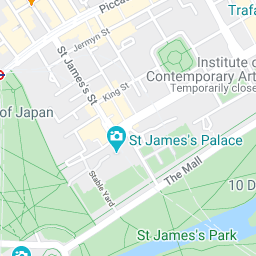 Piccad
Trafa
Jermyn St
St James's St
Institute o
Contemporary Art
Temporarily close
King St
of Japan
St James's Palace
The Mall
Stable Yard
10 D
St James's Park